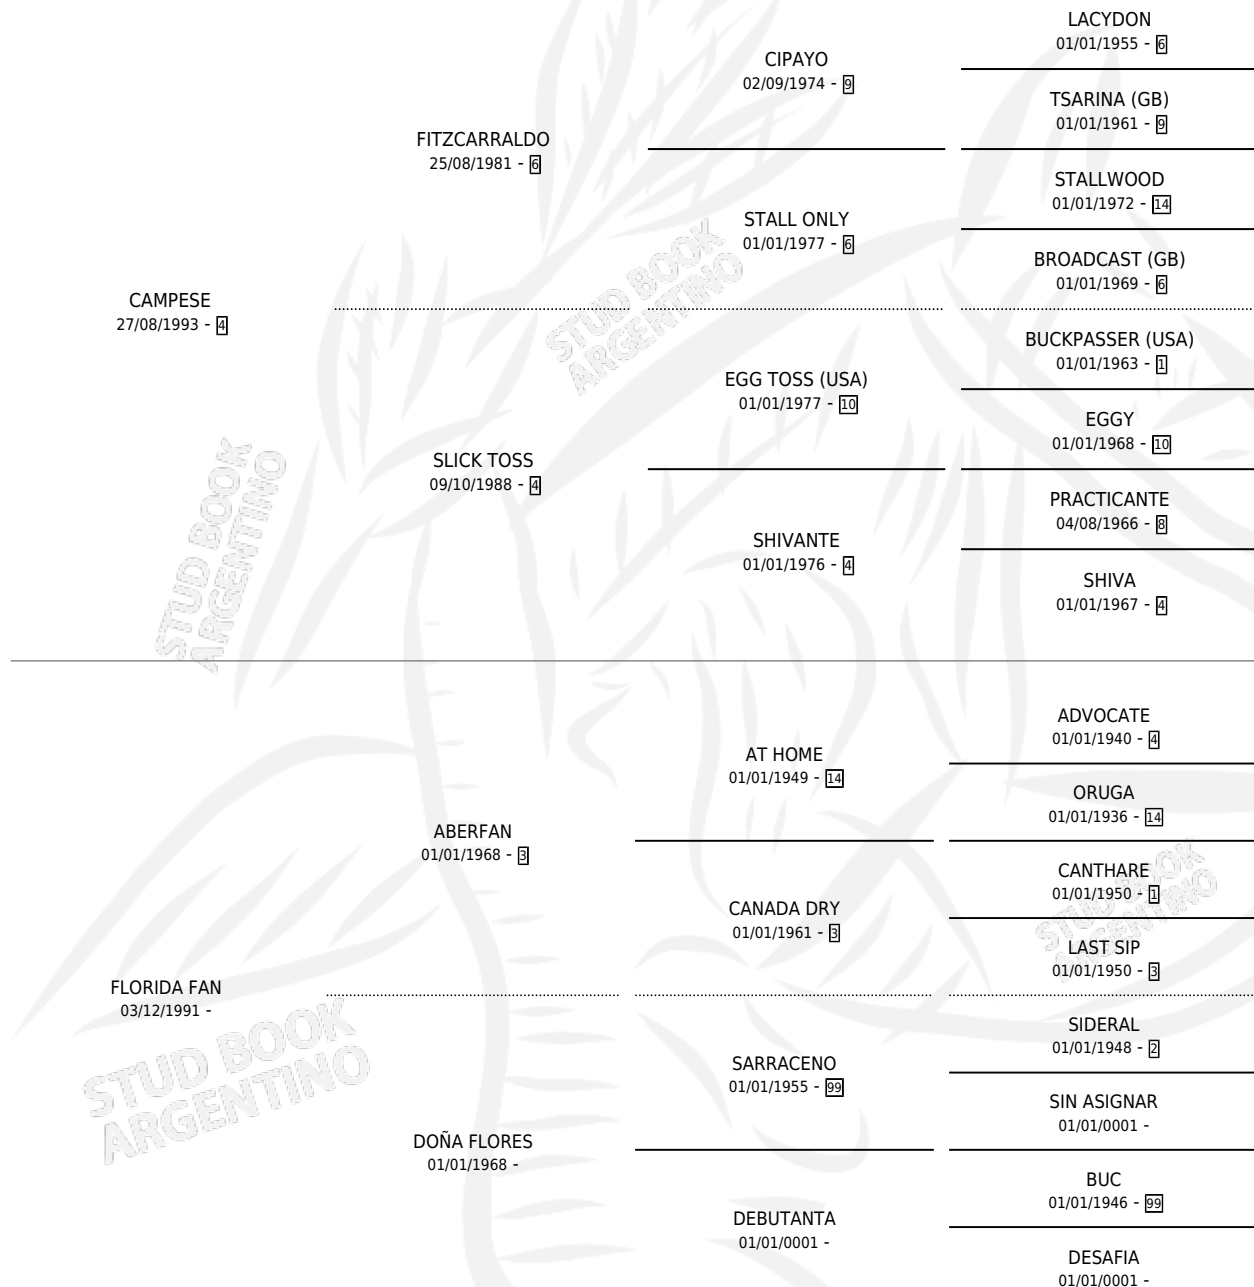 LACYDON
01/01/1955 - 6
CIPAYO
02/09/1974 - 9
TSARINA (GB)
01/01/1961 - 9
FITZCARRALDO
25/08/1981 - 6
STALLWOOD
01/01/1972 - 14
STALL ONLY
01/01/1977 - 6
BROADCAST (GB)
01/01/1969 - 6
CAMPESE
27/08/1993 - 4
STUD BOOK
ARGENTINO
BUCKPASSER (USA)
01/01/1963 - 1
EGG TOSS (USA)
01/01/1977 - 10
EGGY
01/01/1968 - 10
SLICK TOSS
09/10/1988 - 4
PRACTICANTE
04/08/1966 - 8
SHIVANTE
01/01/1976 - 4
SHIVA
01/01/1967 - 4
STUD BOOK
ARGENTINO
ADVOCATE
01/01/1940 - 4
AT HOME
01/01/1949 - 14
ORUGA
01/01/1936 - 14
ABERFAN
01/01/1968 - 3
CANTHARE
01/01/1950 - 1
CANADA DRY
01/01/1961 - 3
LAST SIP
01/01/1950 - 3
STUD BOOK
ARGENTINO
FLORIDA FAN
03/12/1991 -
SIDERAL
01/01/1948 - 2
SARRACENO
01/01/1955 - 99
SIN ASIGNAR
01/01/0001 -
STUD BOOK
ARGENTINO
DOÑA FLORES
01/01/1968 -
BUC
01/01/1946 - 99
DEBUTANTA
01/01/0001 -
DESAFIA
01/01/0001 -